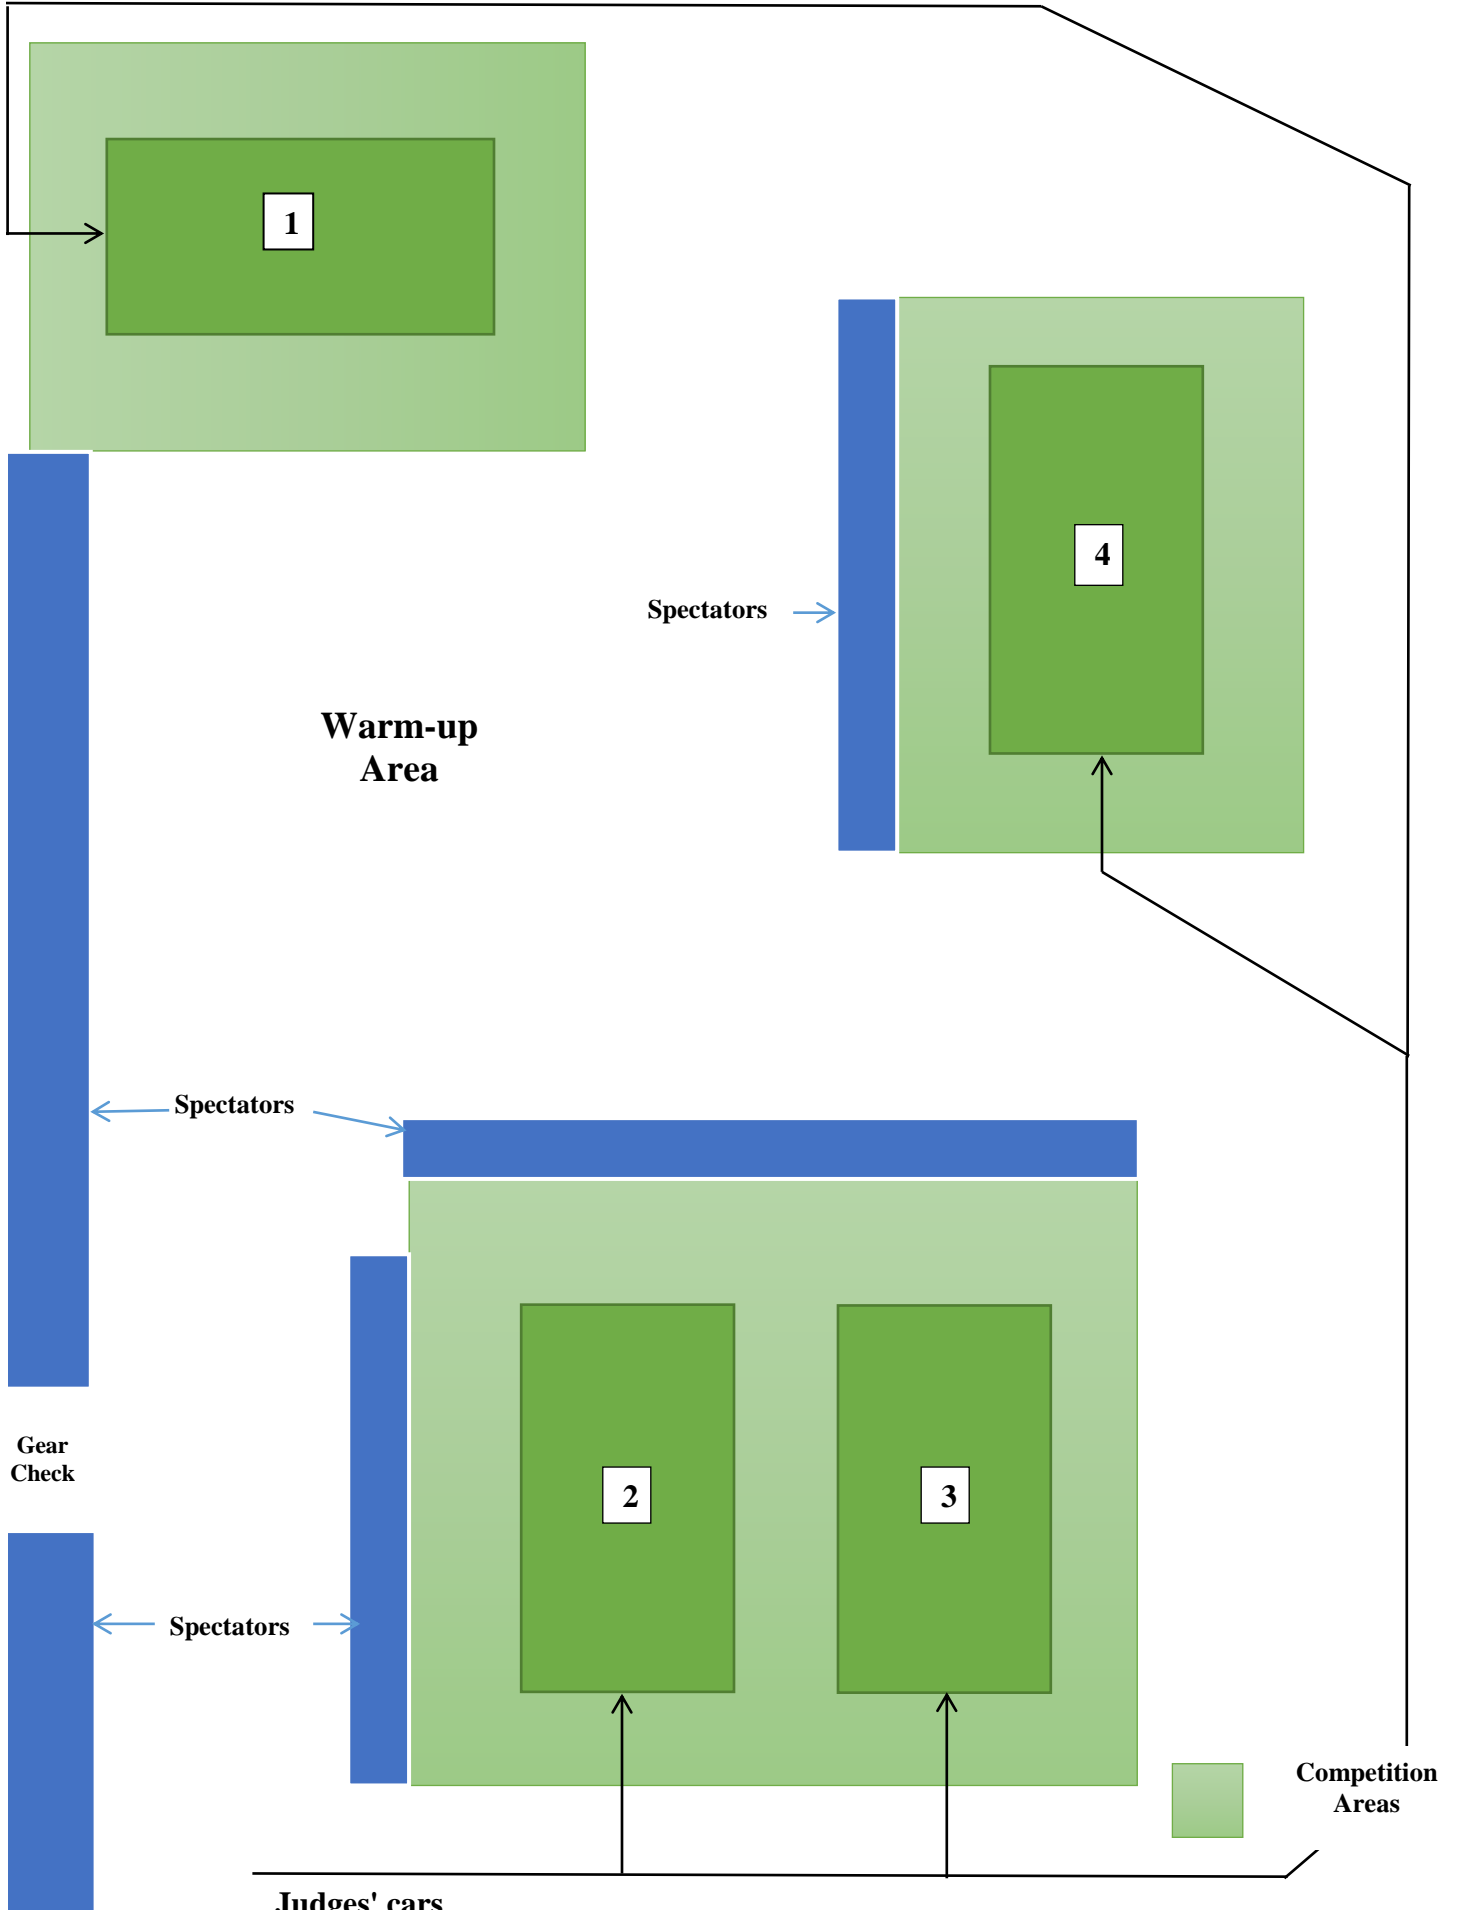 1
4
Spectators
Warm-up
Area
Spectators
Gear
Check
2
3
Spectators
Competition
Areas
Judges' cars